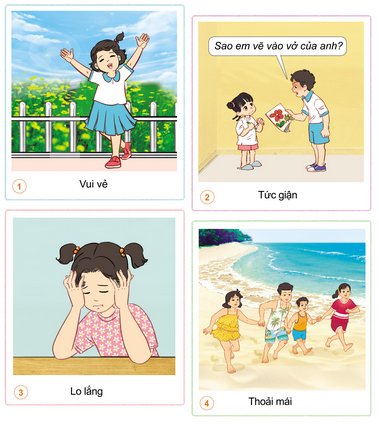 1
Vui vẻ
Sao em vẽ vào vở của anh?
2
Tức giận
3
Lo lắng
4
Thoải mái